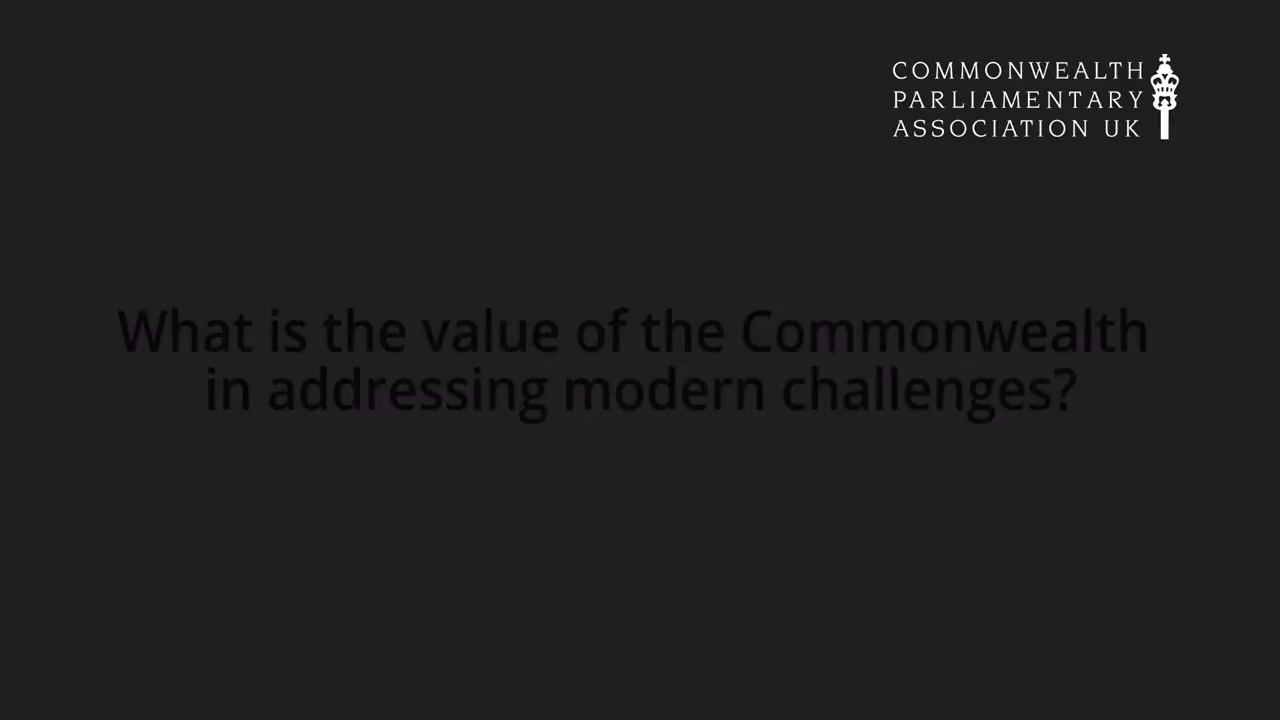 COMMONWEALTH
PARLIAMENTARY
ASSOCIATION UK
What is the value of the Commonwealth
in addressing modern challenges?